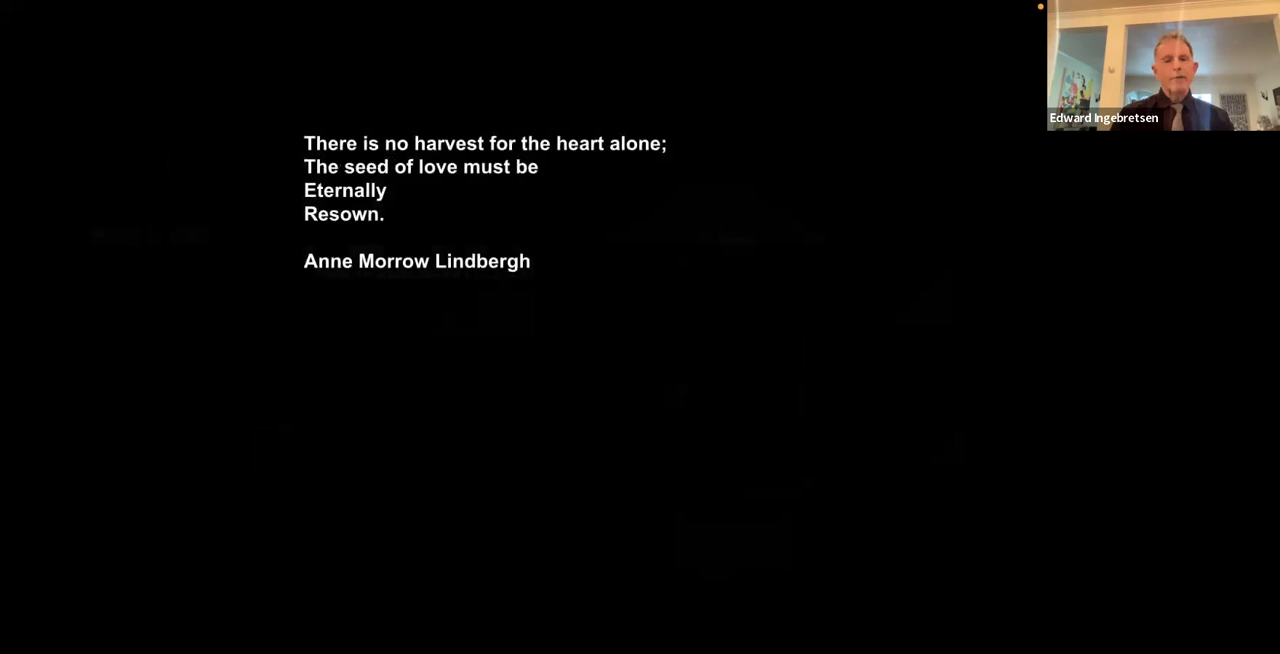 There is no harvest for the heart alone;
The seed of love must be
Eternally
Resown.
Anne Morrow Lindbergh
Edward Ingebretsen